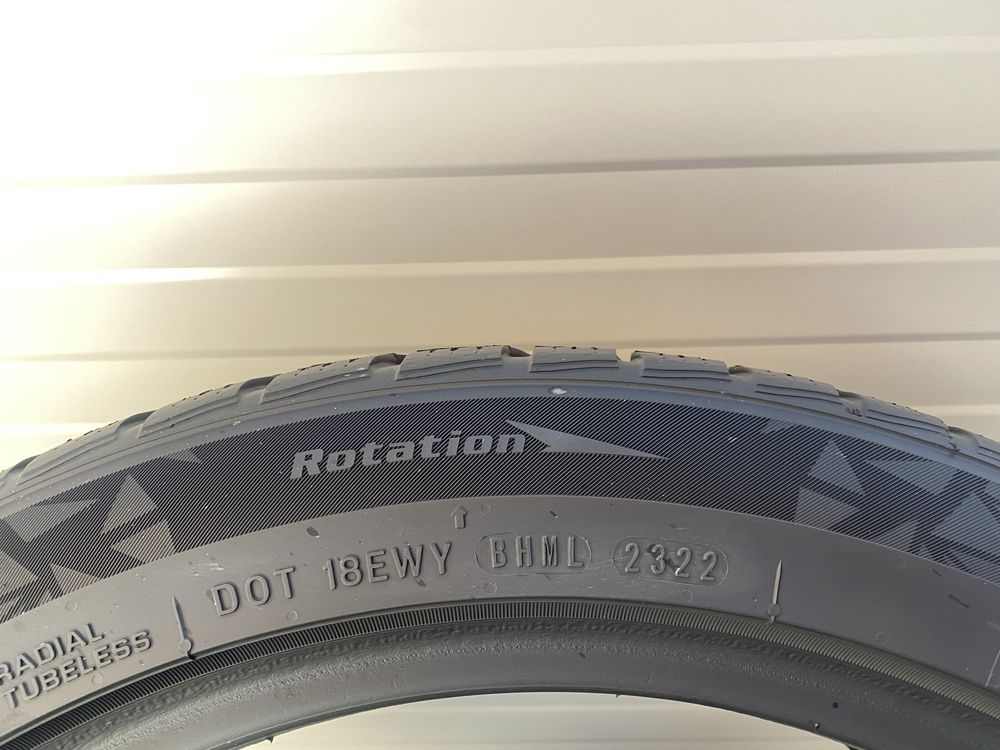 Rotation
DOT 18EWY BHML 2322
RADIAL
TUBELESS